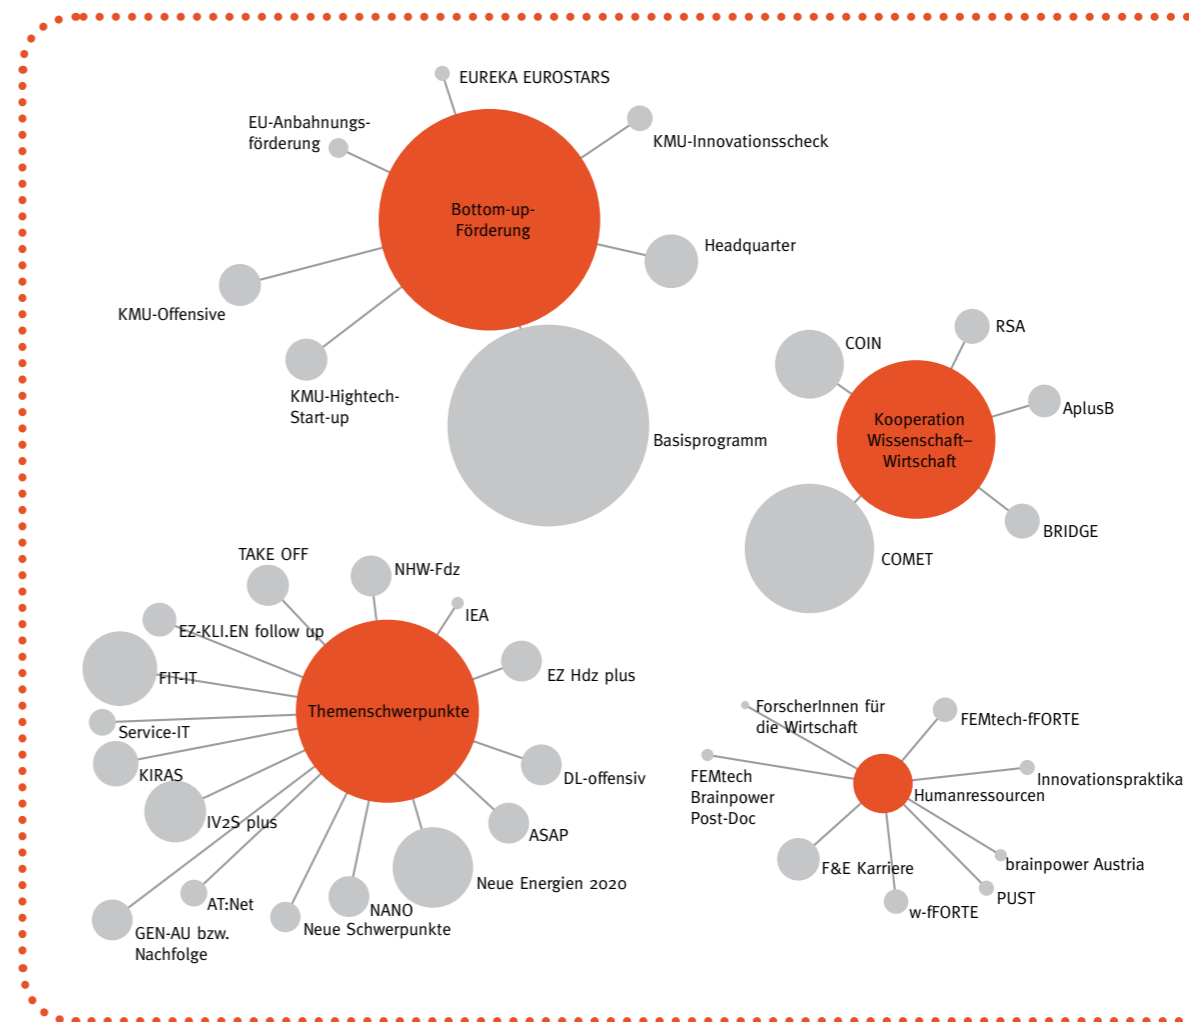 EUREKA EUROSTARS
EU-Anbahnungs-
förderung
KMU-Innovationsscheck
Bottom-up-
Förderung
Headquarter
KMU-Offensive
KMU-Hightech-
Start-up
Basisprogramm
COIN
RSA
AplusB
Kooperation
Wissenschaft–
Wirtschaft
BRIDGE
COMET
TAKE OFF
NHW-Fdz
IEA
EZ-KLI.EN follow up
FIT-IT
EZ Hdz plus
Themenschwerpunkte
Service-IT
KIRAS
DL-offensiv
IV2S plus
ASAP
Neue Energien 2020
AT:Net
NANO
Neue Schwerpunkte
GEN-AU bzw.
Nachfolge
ForscherInnen für
die Wirtschaft
FEMtech-fFORTE
FEMtech
Brainpower
Post-Doc
Innovationspraktika
Humanressourcen
F&E Karriere
brainpower Austria
PUST
w-fFORTE